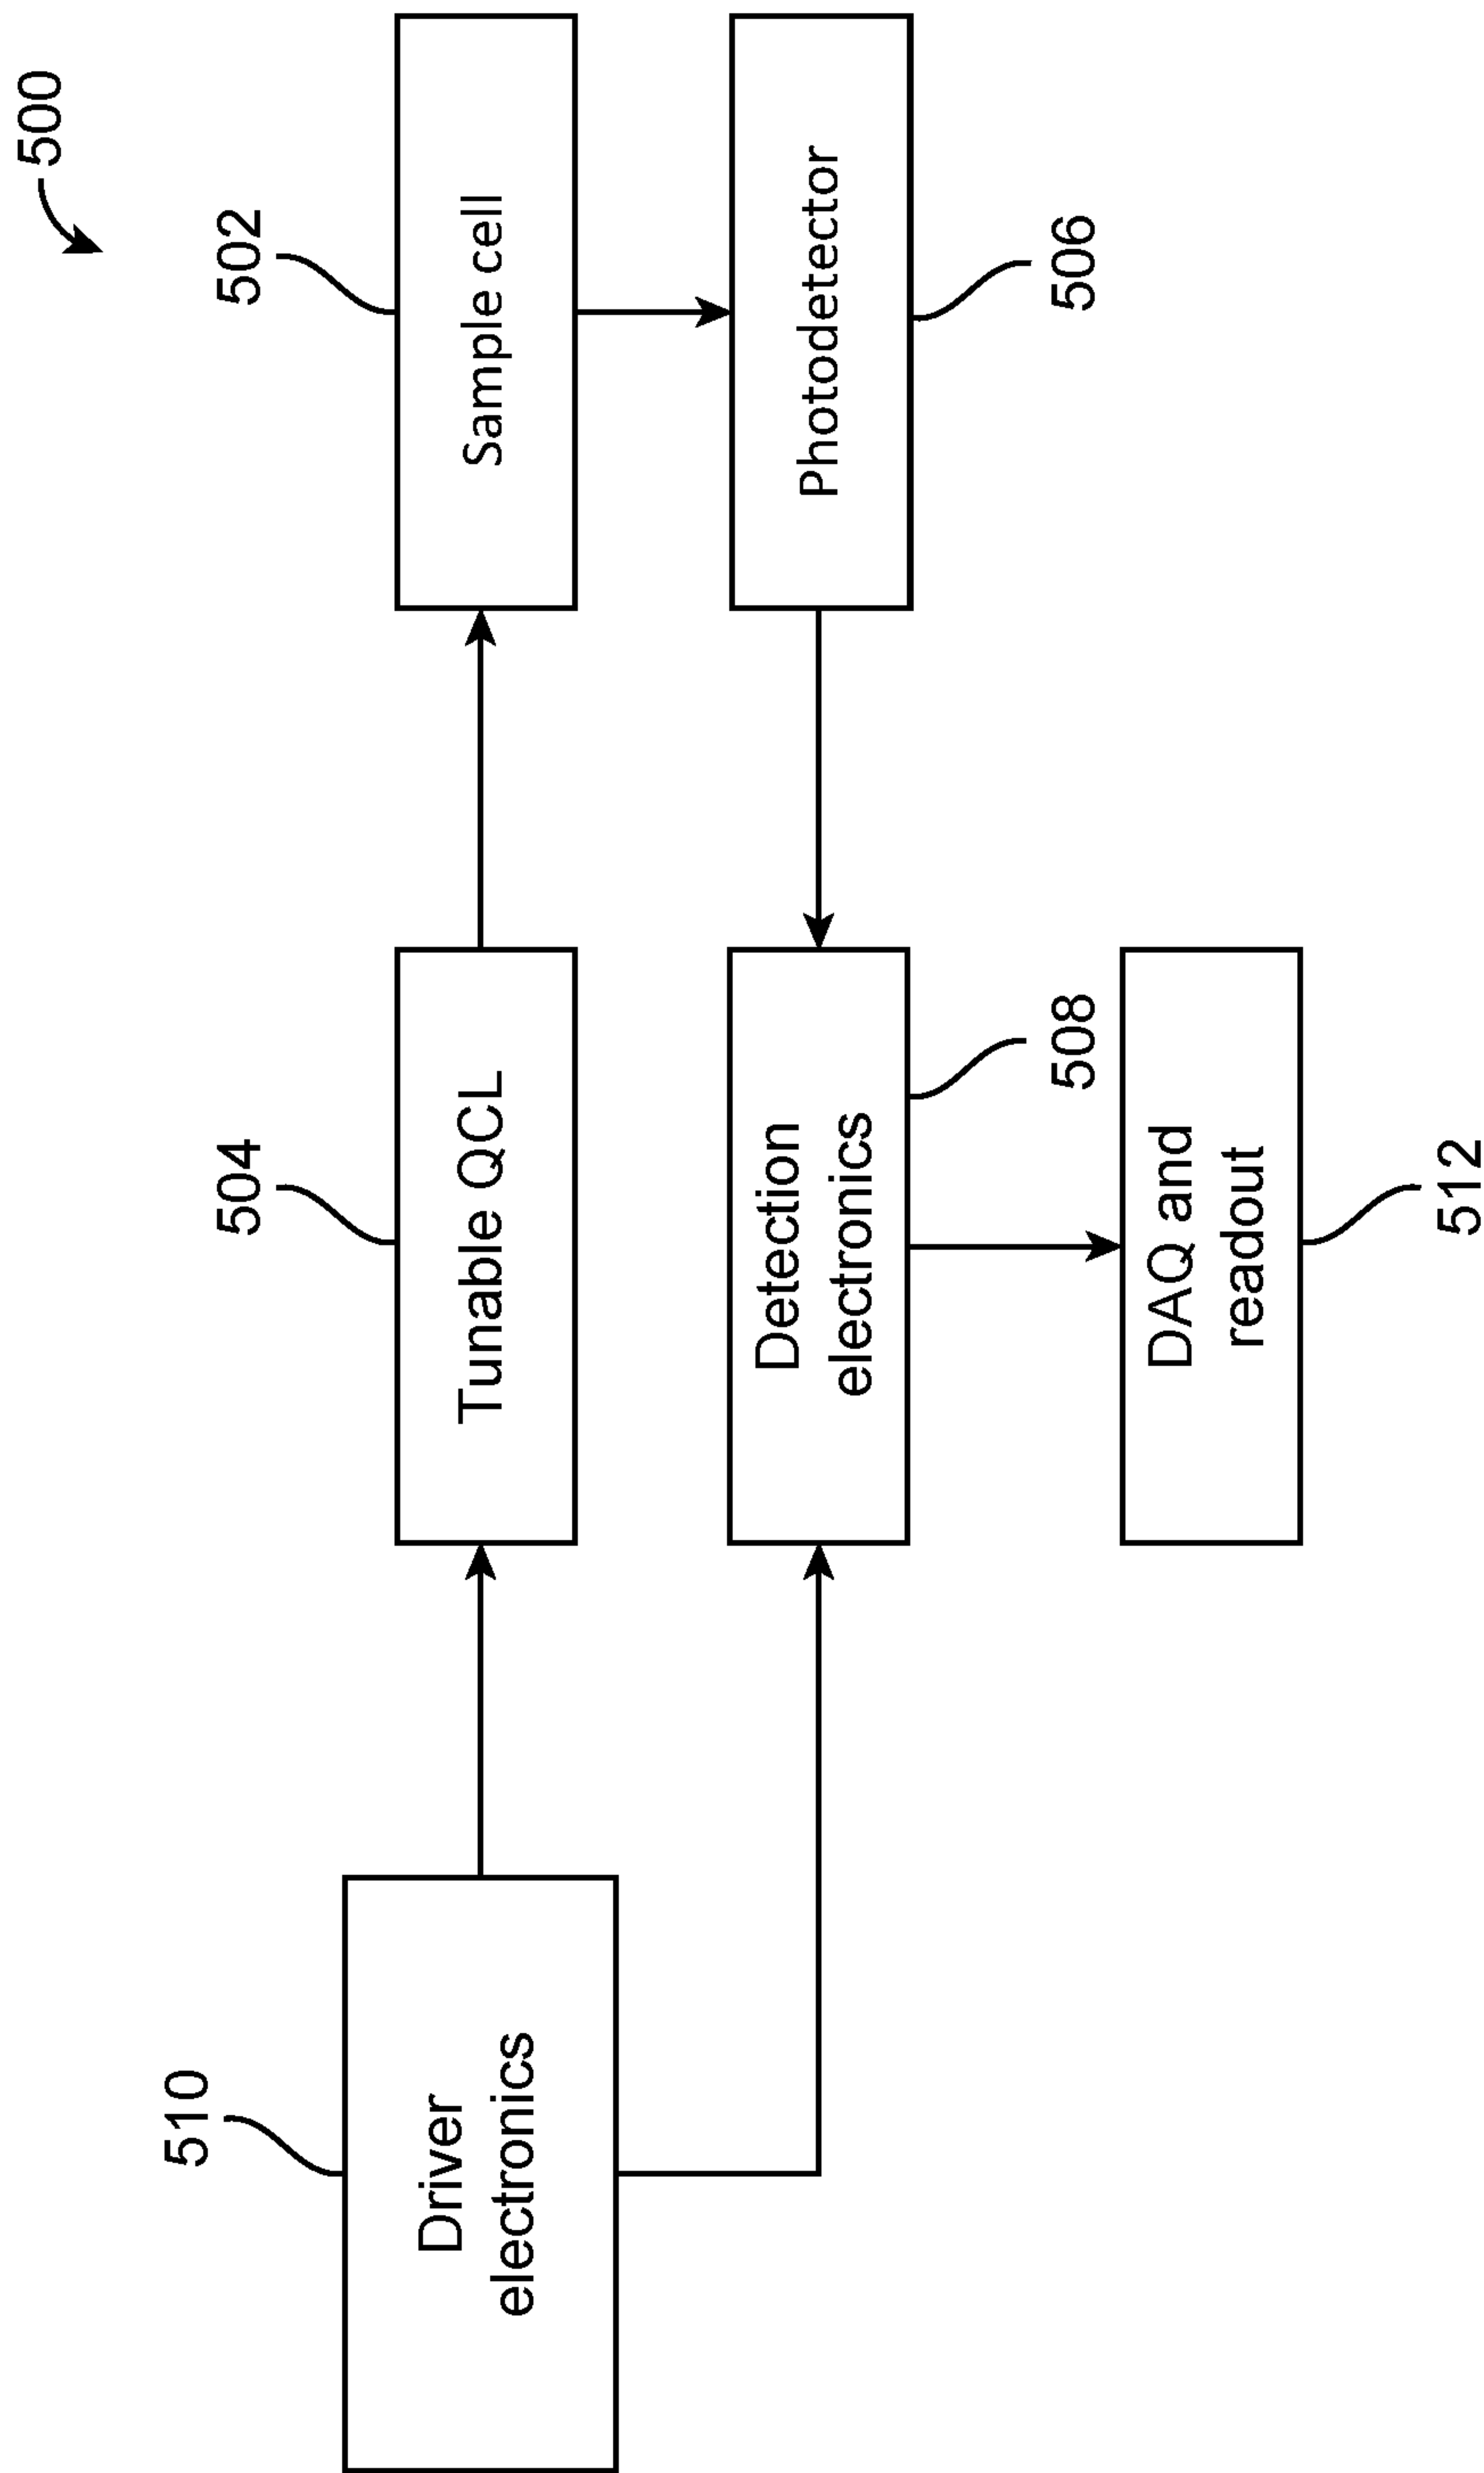 500
510
504
502
Driver
electronics
Tunable QCL
Sample cell
Detection
electronics
Photodetector
508
506
DAQ and
readout
512